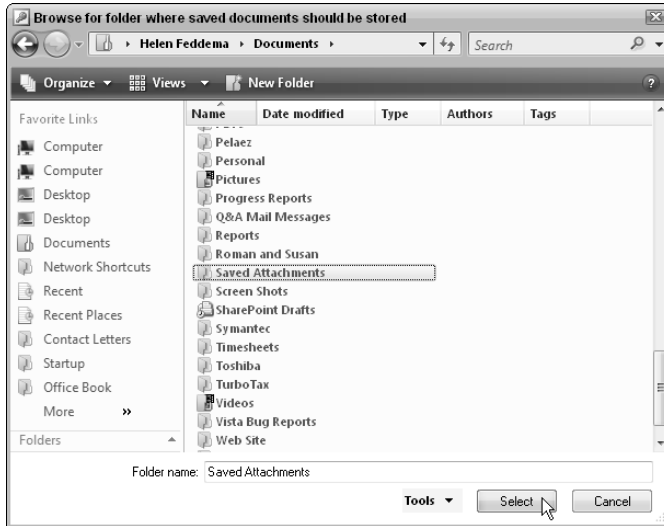 Browse for folder where saved documents should be stored
Helen Feddema Documents Search
Organize Views New Folder ?
Favorite Links
Computer
Computer
Desktop
Desktop
Documents
Network Shortcuts
Recent
Recent Places
Contact Letters
Startup
Office Book
More »
Folders
Name Date modified Type Authors Tags
Pelaez
Personal
Pictures
Progress Reports
Q&A Mail Messages
Reports
Roman and Susan
Saved Attachments
Screen Shots
SharePoint Drafts
Symantec
Timesheets
Toshiba
TurboTax
Videos
Vista Bug Reports
Web Site
Folder name: Saved Attachments
Tools Select Cancel